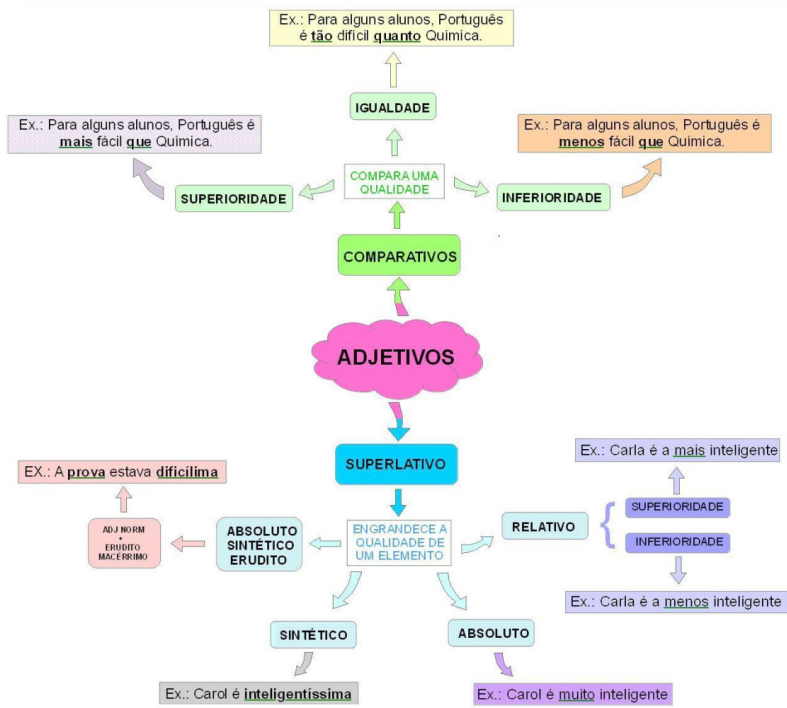 Ex.: Para alguns alunos, Português
é tão difícil quanto Química.
IGUALDADE
Ex.: Para alguns alunos, Português é
mais fácil que Química.
Ex.: Para alguns alunos, Português é
menos fácil que Química.
COMPARA UMA
QUALIDADE
SUPERIORIDADE
INFERIORIDADE
COMPARATIVOS
ADJETIVOS
SUPERLATIVO
Ex.: Carla é a mais inteligente
EX.: A prova estava dificílima
SUPERIORIDADE
RELATIVO
INFERIORIDADE
ENGRANDECE A
QUALIDADE DE
UM ELEMENTO
ABSOLUTO
SINTÉTICO
ERUDITO
ADJ NORM
+
ERUDITO
MACÉRRIMO
Ex.: Carla é a menos inteligente
SINTÉTICO
ABSOLUTO
Ex.: Carol é inteligentíssima
Ex.: Carol é muito inteligente